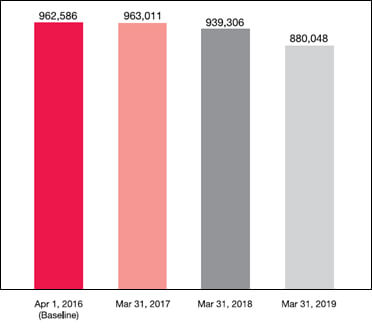 962,586
963,011
939,306
880,048
Apr 1, 2016
(Baseline)
Mar 31, 2017
Mar 31, 2018
Mar 31, 2019